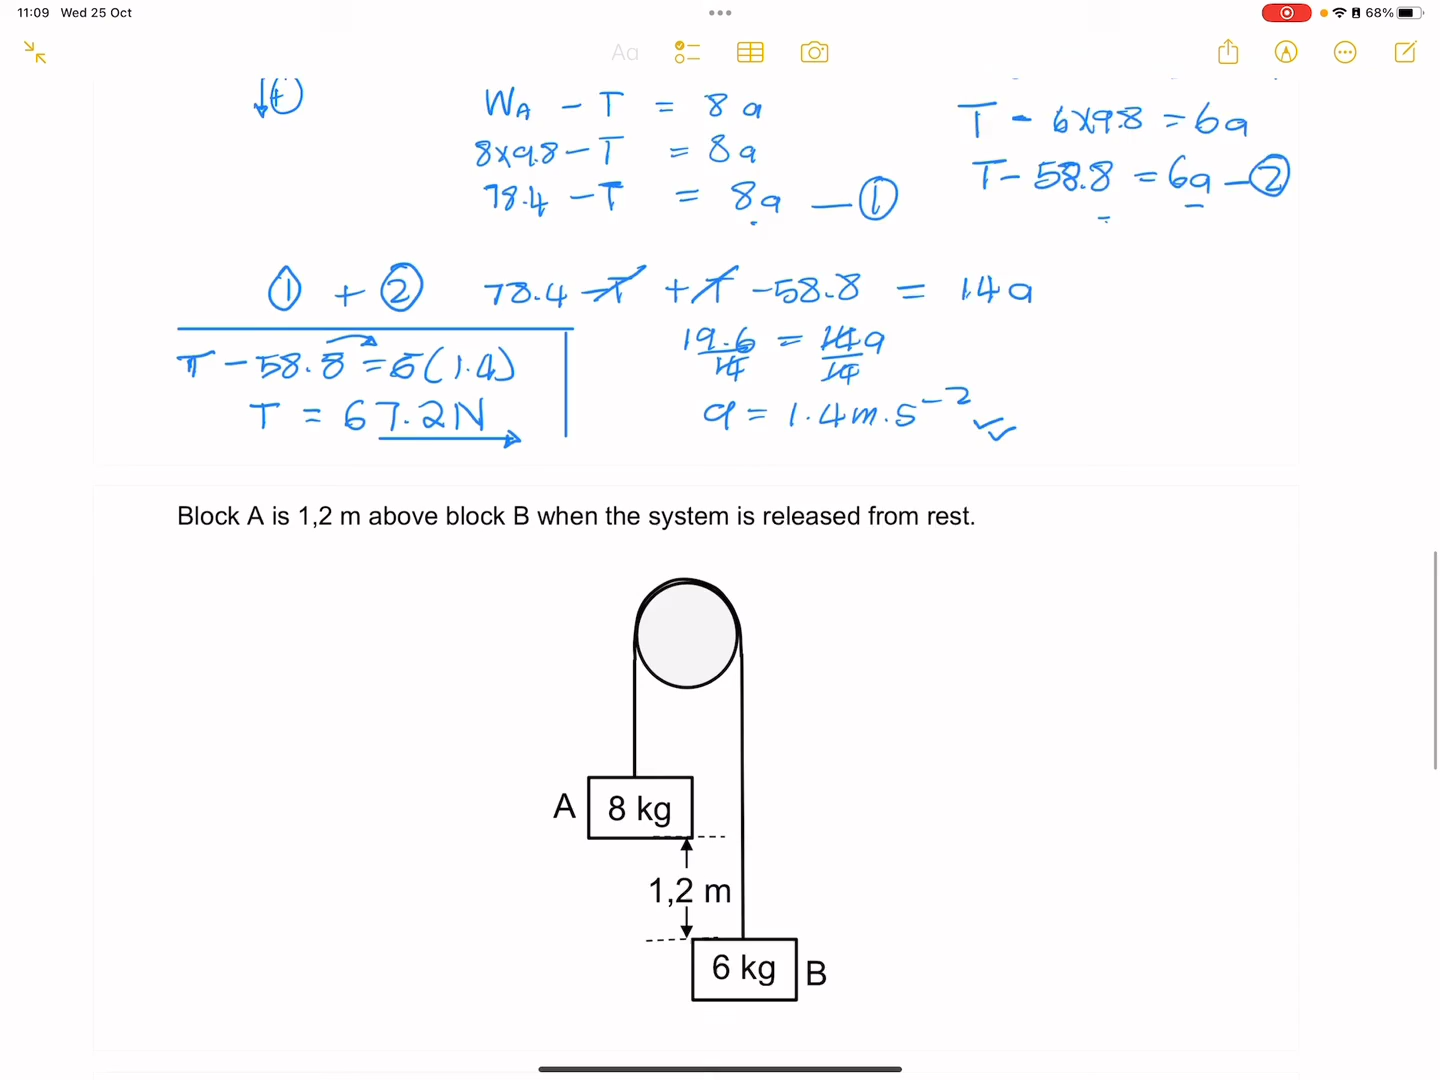 11:09 Wed 25 Oct
68%
Aa
↓(+)
W_A - T = 8a
8×9.8 - T = 8a
78.4 - T = 8a —①
T - 6×9.8 = 6a
T - 58.8 = 6a —②
① + ② 78.4 - T + T - 58.8 = 14a
19.6/14 = 14a/14
a = 1.4 m.s⁻²
T - 58.8 = 6(1.4)
T = 67.2N
Block A is 1,2 m above block B when the system is released from rest.
A 8 kg
1,2 m
6 kg B